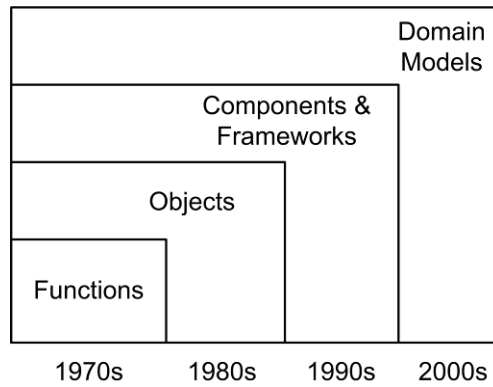 Domain
Models
Components &
Frameworks
Objects
Functions
1970s 1980s 1990s 2000s